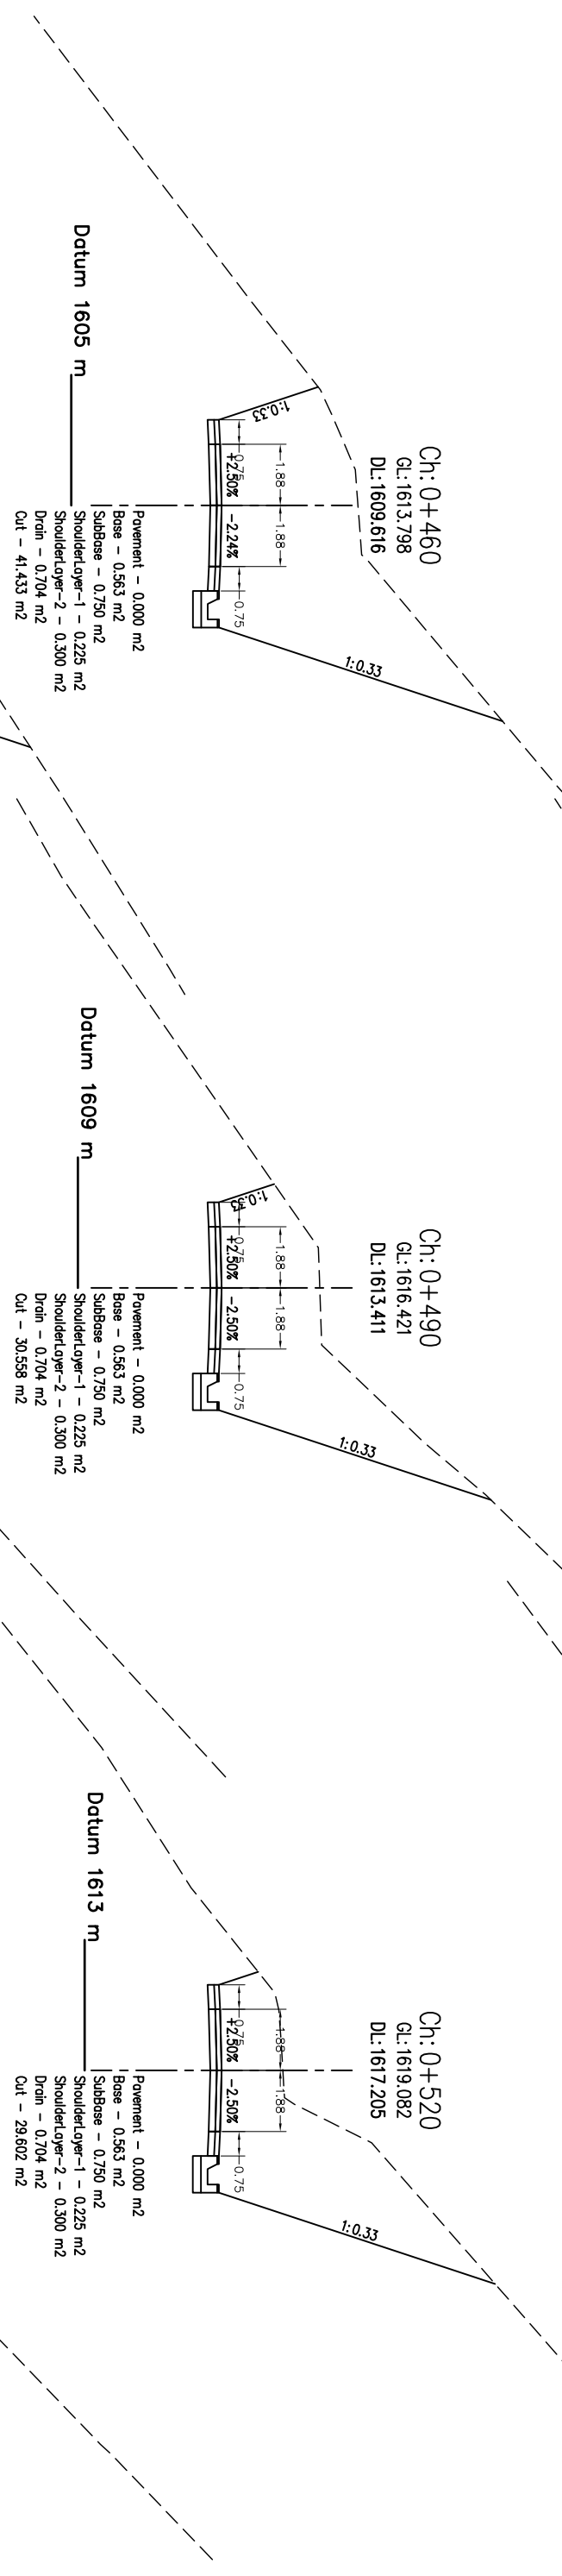 Ch:0+460
GL:1613.798
DL:1609.616
1:0.33
1.88
1.88
0.75
+2.50%
-2.24%
0.75
1:0.33
Datum 1605 m
Pavement - 0.000 m2
Base - 0.563 m2
SubBase - 0.750 m2
ShoulderLayer-1 - 0.225 m2
ShoulderLayer-2 - 0.300 m2
Drain - 0.704 m2
Cut - 41.433 m2
Ch:0+490
GL:1616.421
DL:1613.411
1:0.33
1.88
1.88
0.75
+2.50%
-2.50%
0.75
1:0.33
Datum 1609 m
Pavement - 0.000 m2
Base - 0.563 m2
SubBase - 0.750 m2
ShoulderLayer-1 - 0.225 m2
ShoulderLayer-2 - 0.300 m2
Drain - 0.704 m2
Cut - 30.558 m2
Ch:0+520
GL:1619.082
DL:1617.205
1.88
1.88
0.75
+2.50%
-2.50%
0.75
1:0.33
Datum 1613 m
Pavement - 0.000 m2
Base - 0.563 m2
SubBase - 0.750 m2
ShoulderLayer-1 - 0.225 m2
ShoulderLayer-2 - 0.300 m2
Drain - 0.704 m2
Cut - 29.602 m2